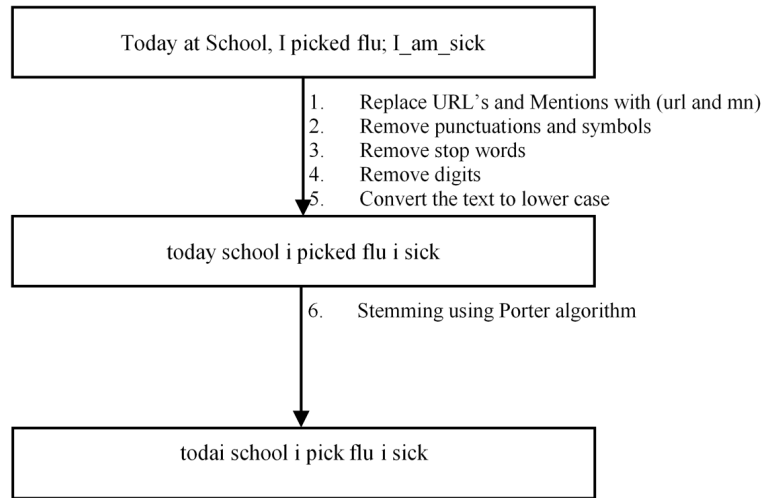 Today at School, I picked flu; I_am_sick
1. Replace URL's and Mentions with (url and mn)
2. Remove punctuations and symbols
3. Remove stop words
4. Remove digits
5. Convert the text to lower case
today school i picked flu i sick
6. Stemming using Porter algorithm
todai school i pick flu i sick